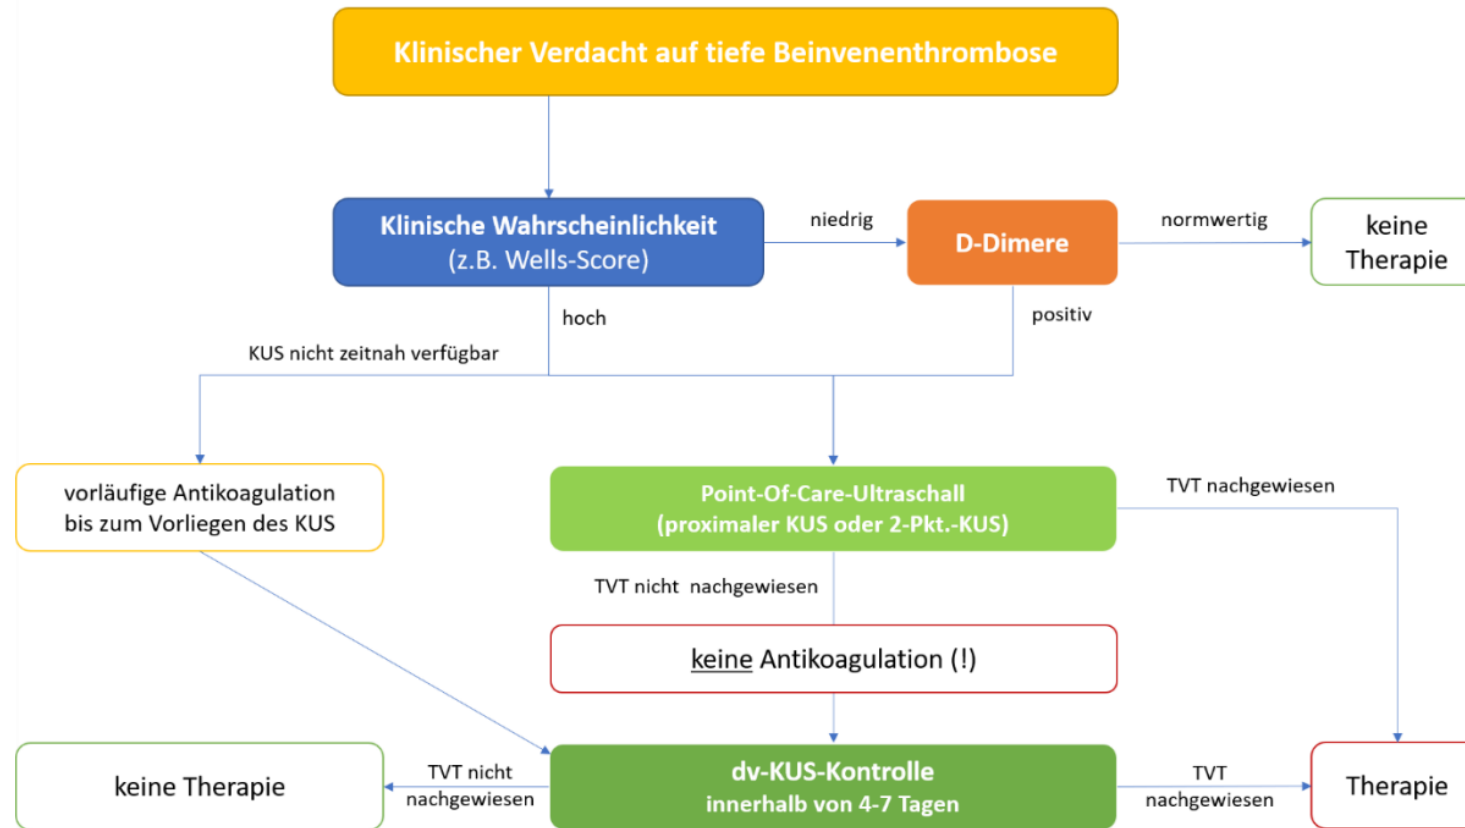 Klinischer Verdacht auf tiefe Beinvenenthrombose
Klinische Wahrscheinlichkeit
(z.B. Wells-Score)
niedrig
D-Dimere
normwertig
keine
Therapie
hoch
positiv
KUS nicht zeitnah verfügbar
vorläufige Antikoagulation
bis zum Vorliegen des KUS
Point-Of-Care-Ultraschall
(proximaler KUS oder 2-Pkt.-KUS)
TVT nachgewiesen
TVT nicht nachgewiesen
keine Antikoagulation (!)
keine Therapie
TVT nicht
nachgewiesen
dv-KUS-Kontrolle
innerhalb von 4-7 Tagen
TVT
nachgewiesen
Therapie